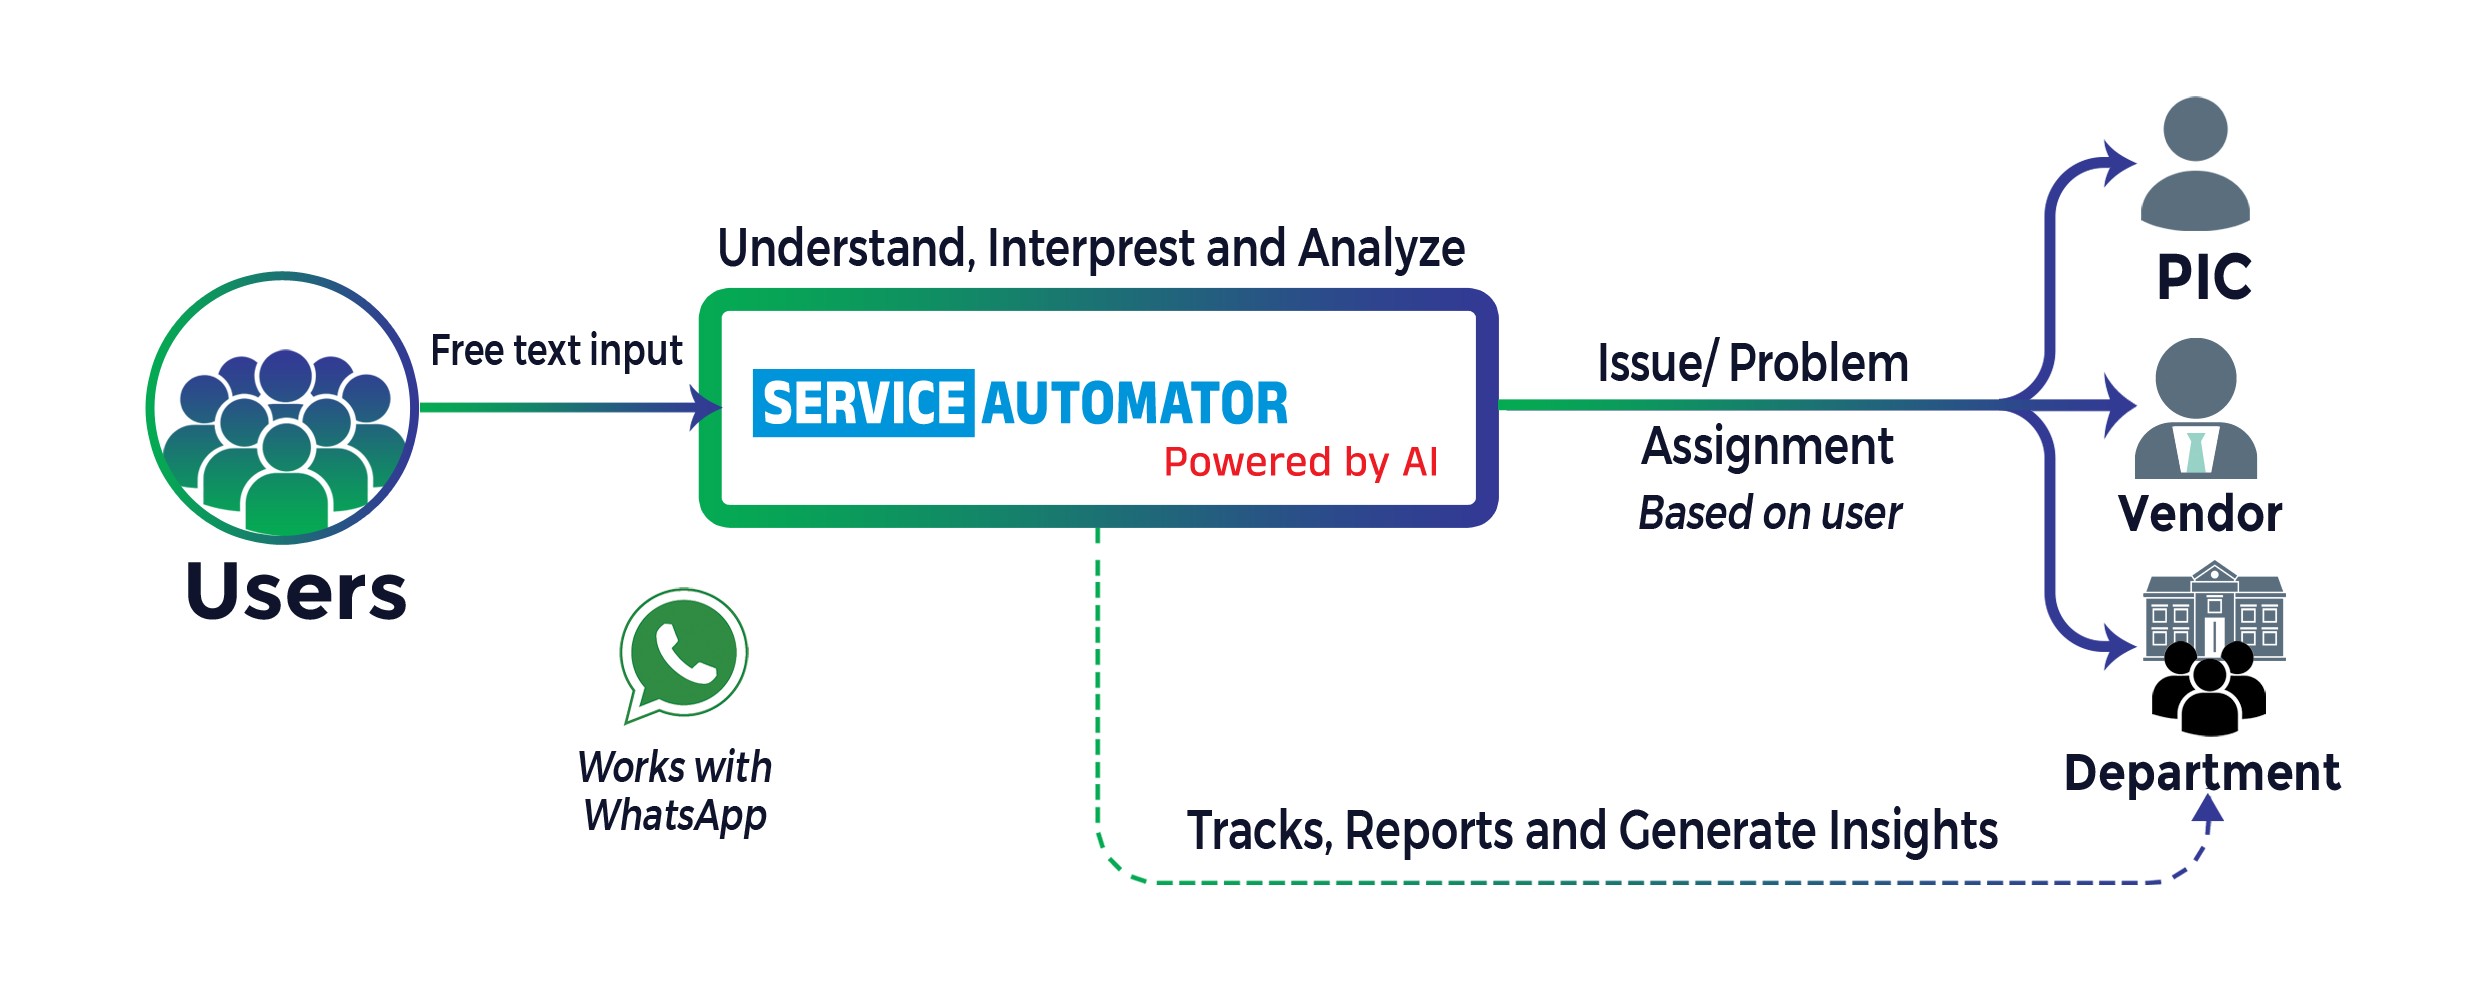 Users
Free text input
Understand, Interprest and Analyze
SERVICE AUTOMATOR
Powered by AI
Works with
WhatsApp
Issue/ Problem
Assignment
Based on user
PIC
Vendor
Department
Tracks, Reports and Generate Insights